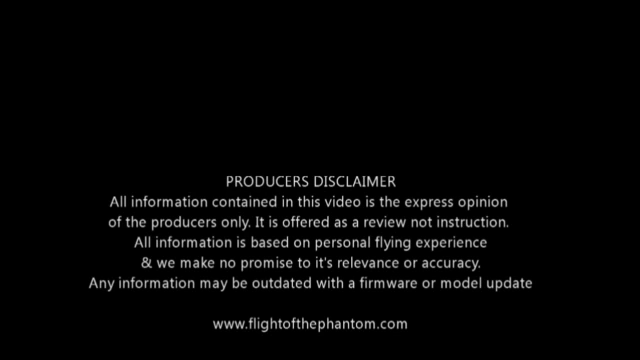 PRODUCERS DISCLAIMER
All information contained in this video is the express opinion
of the producers only. It is offered as a review not instruction.
All information is based on personal flying experience
& we make no promise to it's relevance or accuracy.
Any information may be outdated with a firmware or model update
www.flightofthephantom.com